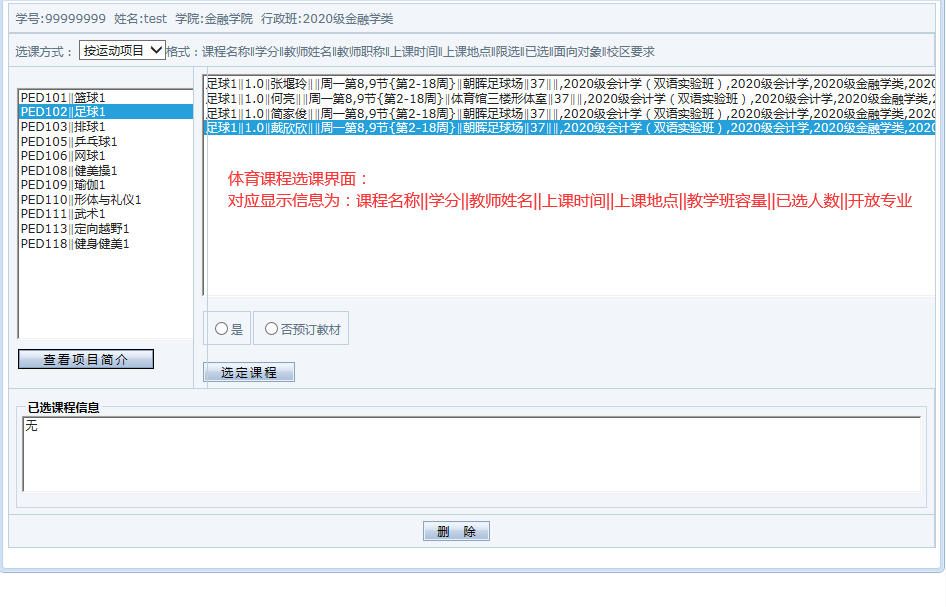 学号:99999999 姓名:test 学院:金融学院 行政班:2020级金融学类
选课方式： 按运动项目 格式：课程名称‖学分‖教师姓名‖教师职称‖上课时间‖上课地点‖限选‖已选‖面向对象‖校区要求
PED101‖篮球1
PED102‖足球1
PED103‖排球1
PED105‖乒乓球1
PED106‖网球1
PED108‖健美操1
PED109‖瑜伽1
PED110‖形体与礼仪1
PED111‖武术1
PED113‖定向越野1
PED118‖健身健美1
足球1‖1.0‖张堰玲‖‖周一第8,9节{第2-18周}‖朝晖足球场‖37‖‖,2020级会计学（双语实验班）,2020级会计学,2020级金融学类,2020
足球1‖1.0‖何亮‖‖周一第8,9节{第2-18周}‖体育馆三楼形体室‖37‖‖,2020级会计学（双语实验班）,2020级会计学,2020级金融学类,2
足球1‖1.0‖简家俊‖‖周一第8,9节{第2-18周}‖朝晖足球场‖37‖‖,2020级会计学（双语实验班）,2020级会计学,2020级金融学类,2020
足球1‖1.0‖戴欣欣‖‖周一第8,9节{第2-18周}‖朝晖足球场‖37‖‖,2020级会计学（双语实验班）,2020级会计学,2020级金融学类,2020
体育课程选课界面：
对应显示信息为：课程名称||学分||教师姓名||上课时间||上课地点||教学班容量||已选人数||开放专业
是 否预订教材
查看项目简介
选定课程
已选课程信息
无
删 除